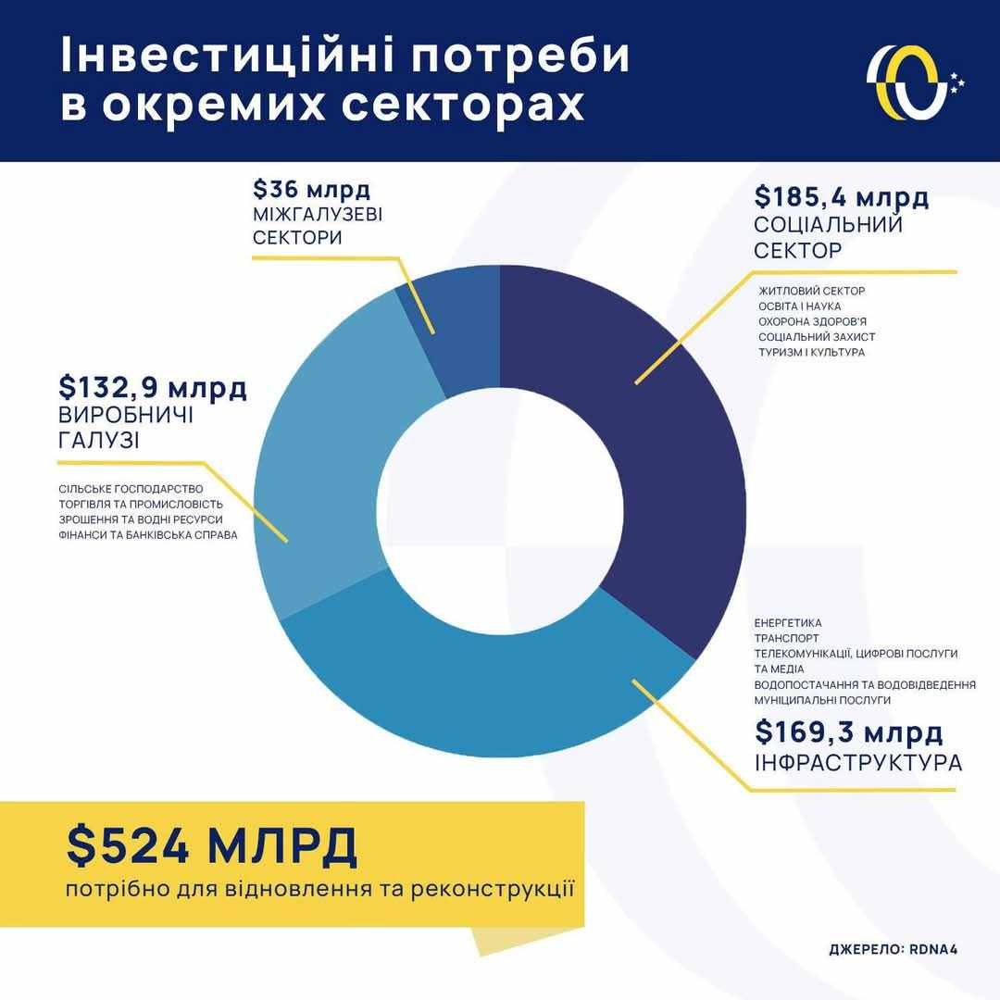 Інвестиційні потреби
в окремих секторах
$36 млрд
МІЖГАЛУЗЕВІ
СЕКТОРИ
$185,4 млрд
СОЦІАЛЬНИЙ
СЕКТОР
ЖИТЛОВИЙ СЕКТОР
ОСВІТА І НАУКА
ОХОРОНА ЗДОРОВ'Я
СОЦІАЛЬНИЙ ЗАХИСТ
ТУРИЗМ І КУЛЬТУРА
$132,9 млрд
ВИРОБНИЧІ
ГАЛУЗІ
СІЛЬСЬКЕ ГОСПОДАРСТВО
ТОРГІВЛЯ ТА ПРОМИСЛОВІСТЬ
ЗРОШЕННЯ ТА ВОДНІ РЕСУРСИ
ФІНАНСИ ТА БАНКІВСЬКА СПРАВА
ЕНЕРГЕТИКА
ТРАНСПОРТ
ТЕЛЕКОМУНІКАЦІЇ, ЦИФРОВІ ПОСЛУГИ
ТА МЕДІА
ВОДОПОСТАЧАННЯ ТА ВОДОВІДВЕДЕННЯ
МУНІЦИПАЛЬНІ ПОСЛУГИ
$169,3 млрд
ІНФРАСТРУКТУРА
$524 МЛРД
потрібно для відновлення та реконструкції
ДЖЕРЕЛО: RDNA4